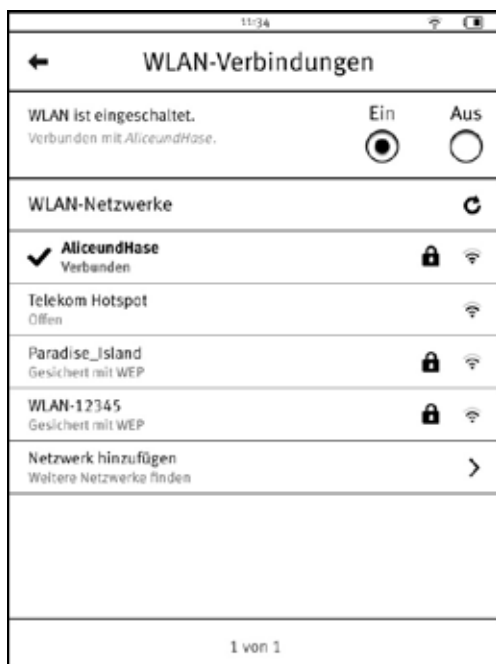 11:34
WLAN-Verbindungen
WLAN ist eingeschaltet.
Verbunden mit AliceundHase.
Ein
Aus
WLAN-Netzwerke
AliceundHase
Verbunden
Telekom Hotspot
Offen
Paradise_Island
Gesichert mit WEP
WLAN-12345
Gesichert mit WEP
Netzwerk hinzufügen
Weitere Netzwerke finden
1 von 1